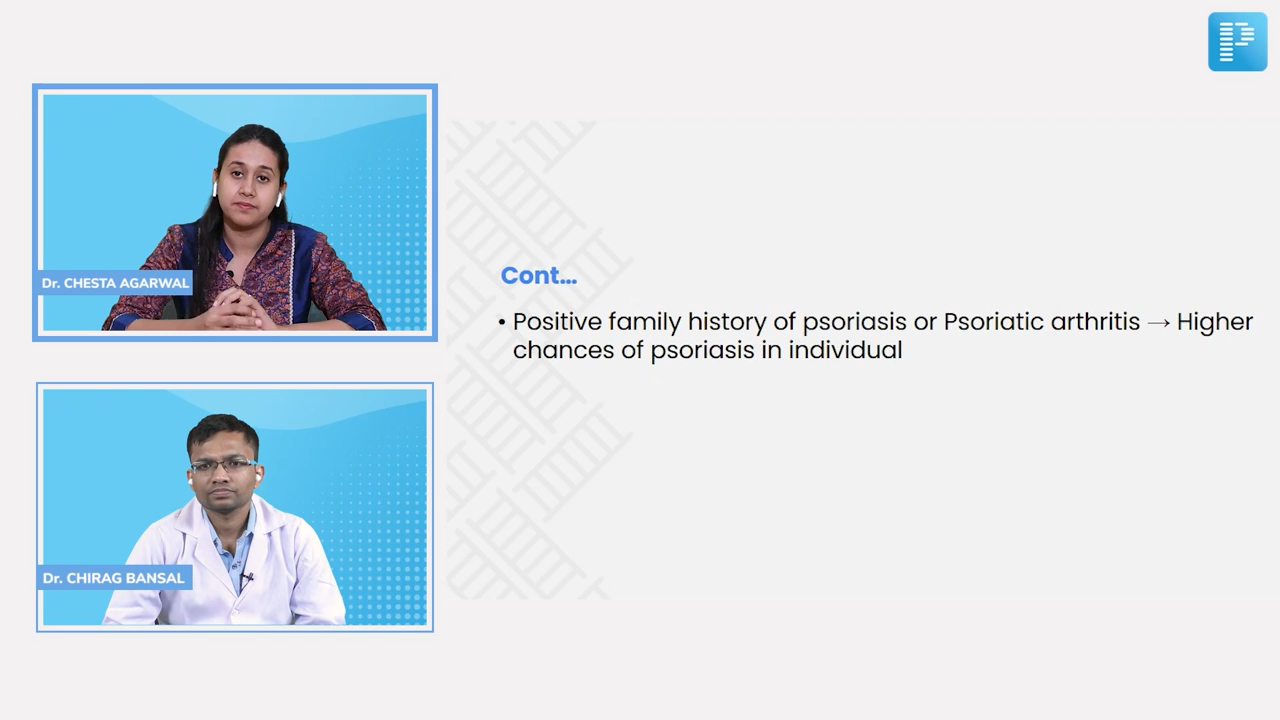 Dr. CHESTA AGARWAL
Dr. CHIRAG BANSAL
Cont...
• Positive family history of psoriasis or Psoriatic arthritis → Higher
chances of psoriasis in individual